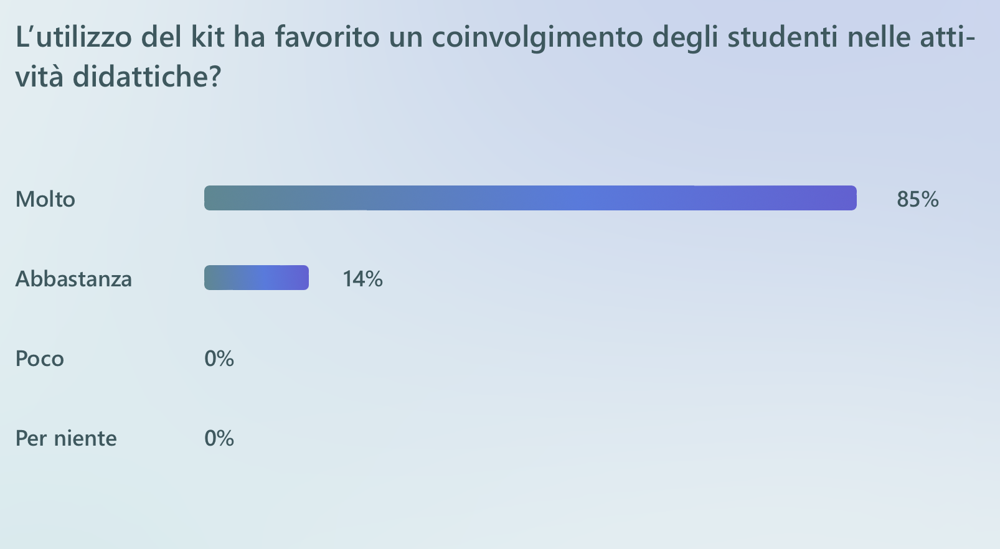 L’utilizzo del kit ha favorito un coinvolgimento degli studenti nelle atti-
vità didattiche?
Molto 85%
Abbastanza 14%
Poco 0%
Per niente 0%